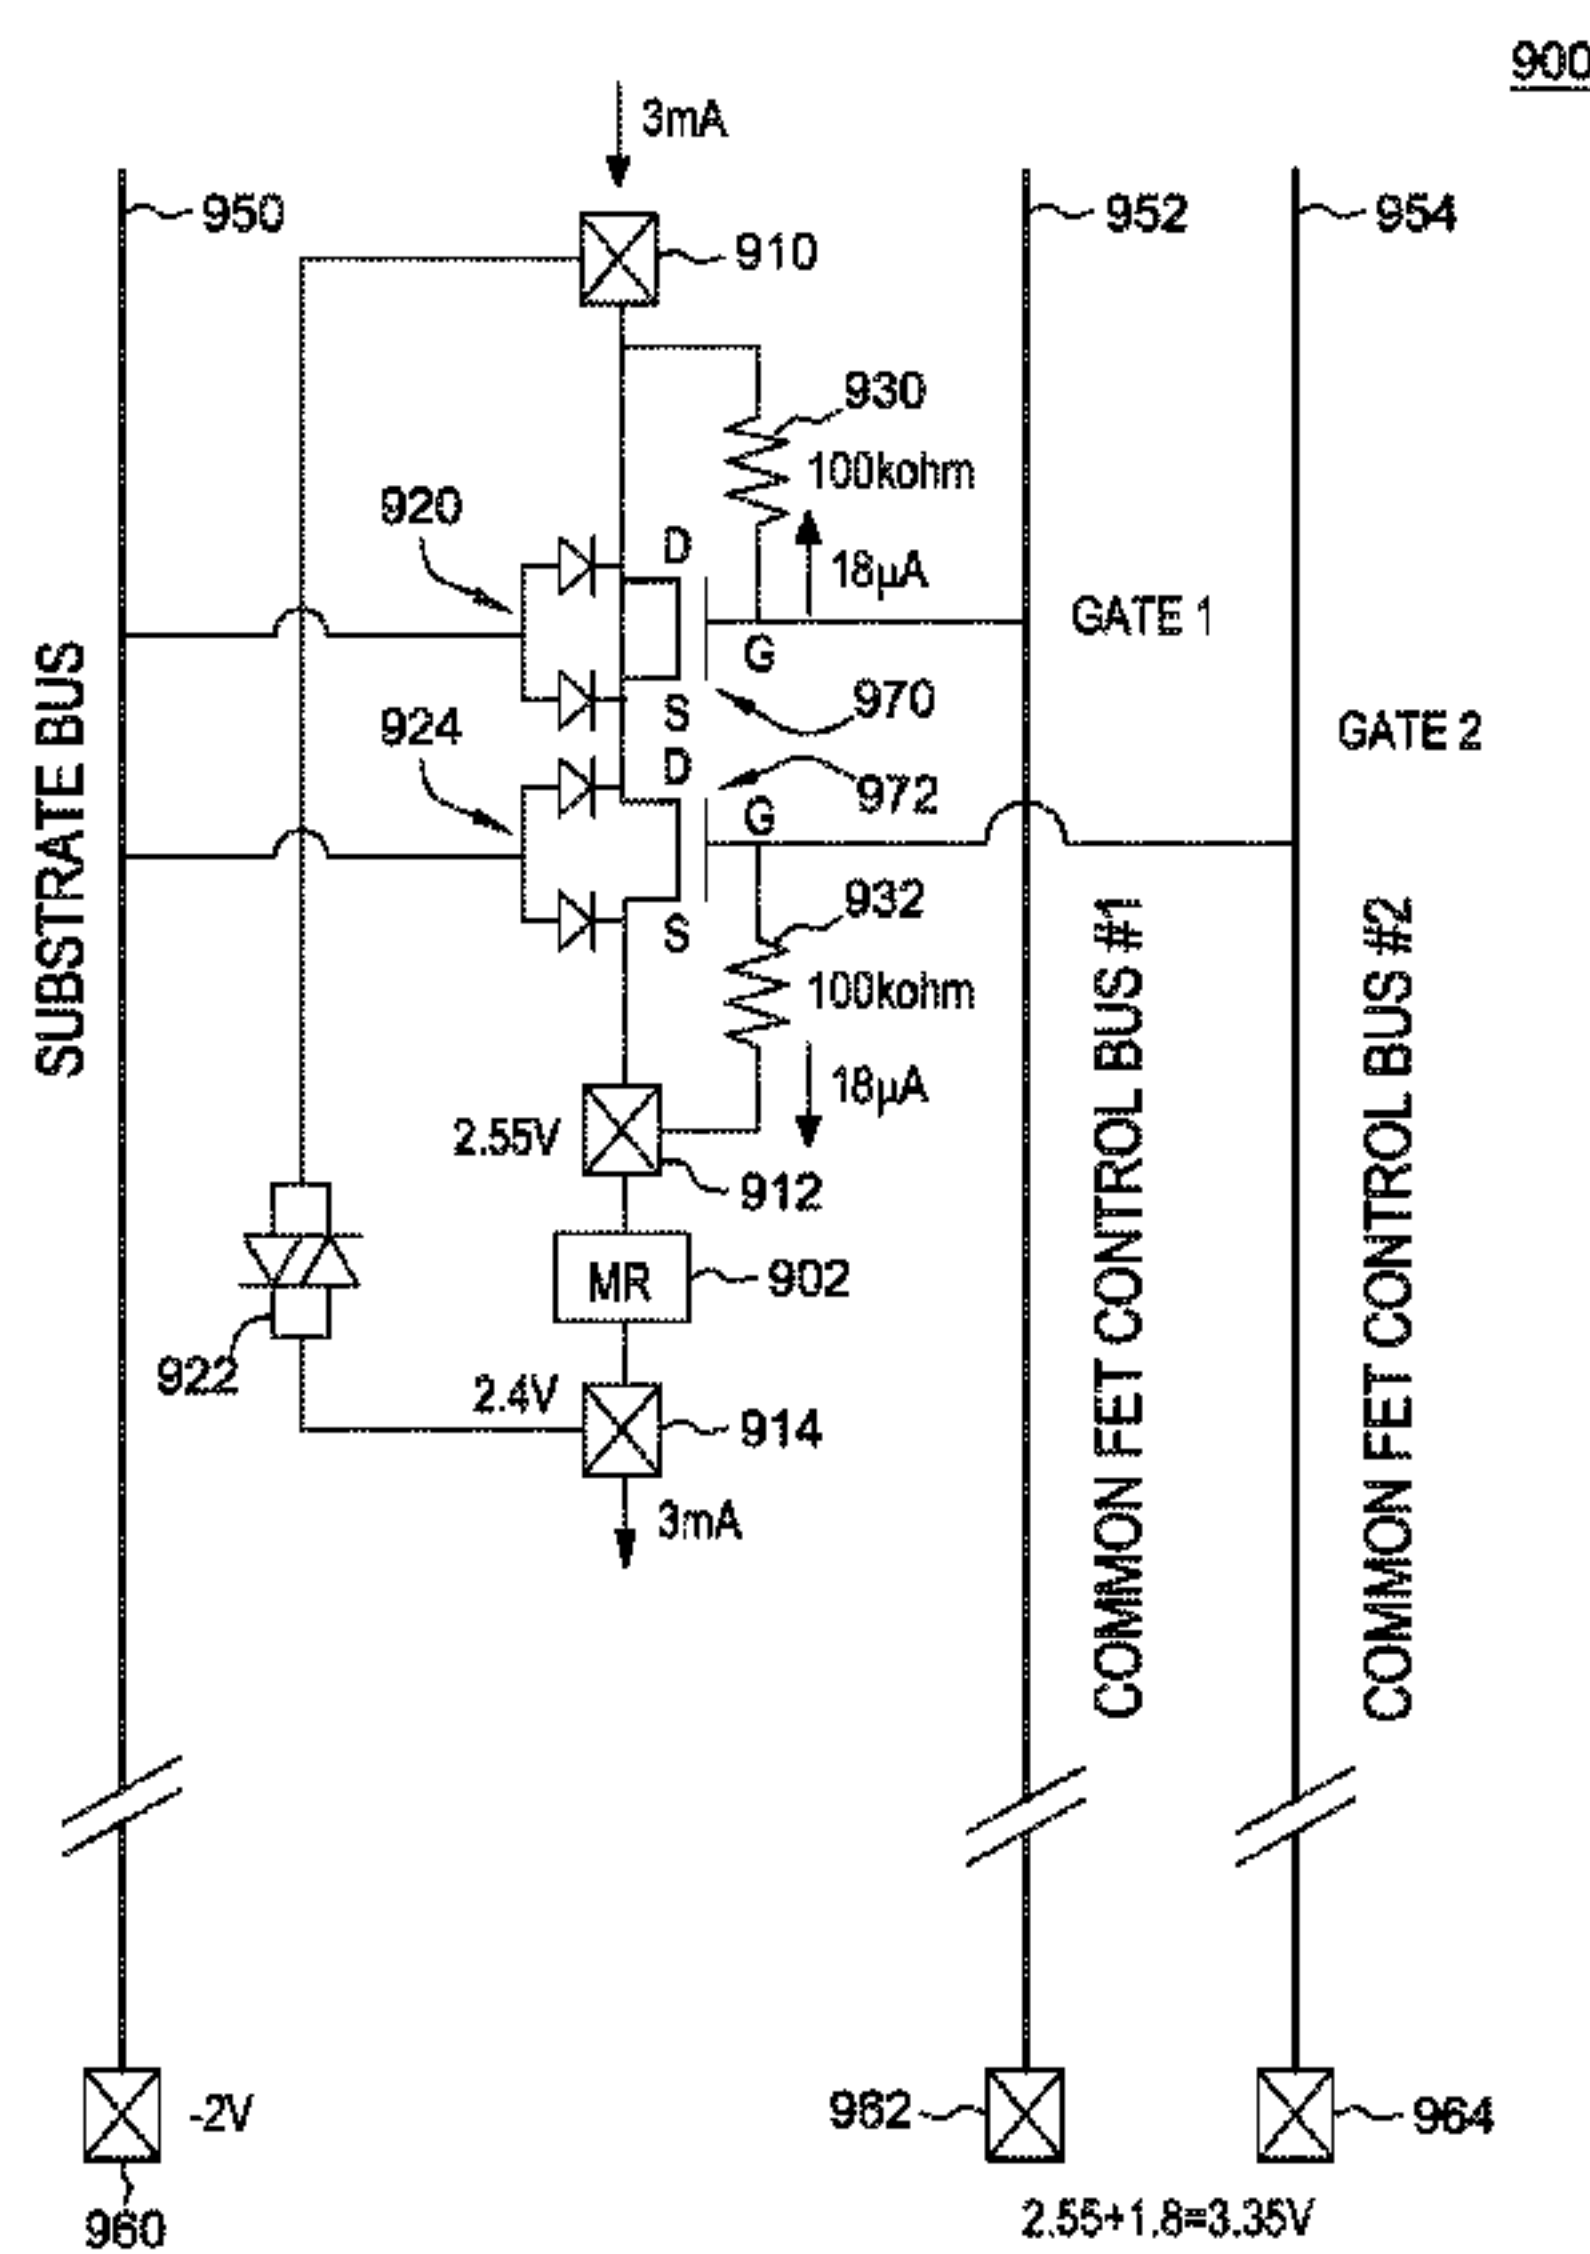 900
3mA
950
910
952
954
930
100kohm
920
D
18µA
GATE 1
G
S
970
GATE 2
924
D
972
G
932
S
100kohm
18µA
SUBSTRATE BUS
2.55V
912
MR
902
922
2.4V
914
3mA
COMMON FET CONTROL BUS #1
COMMON FET CONTROL BUS #2
-2V
960
962
964
2.55+1.8=3.35V